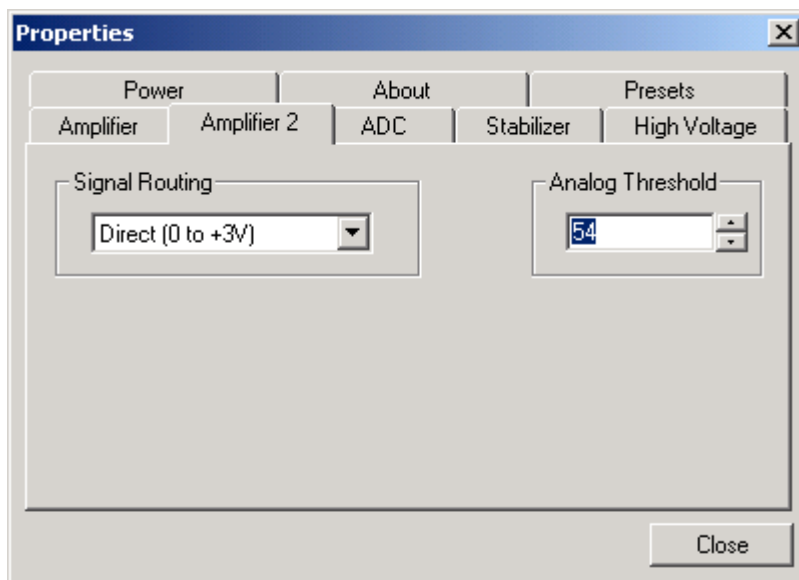 Properties
Power About Presets
Amplifier Amplifier 2 ADC Stabilizer High Voltage
Signal Routing Analog Threshold
Direct (0 to +3V) 54
Close